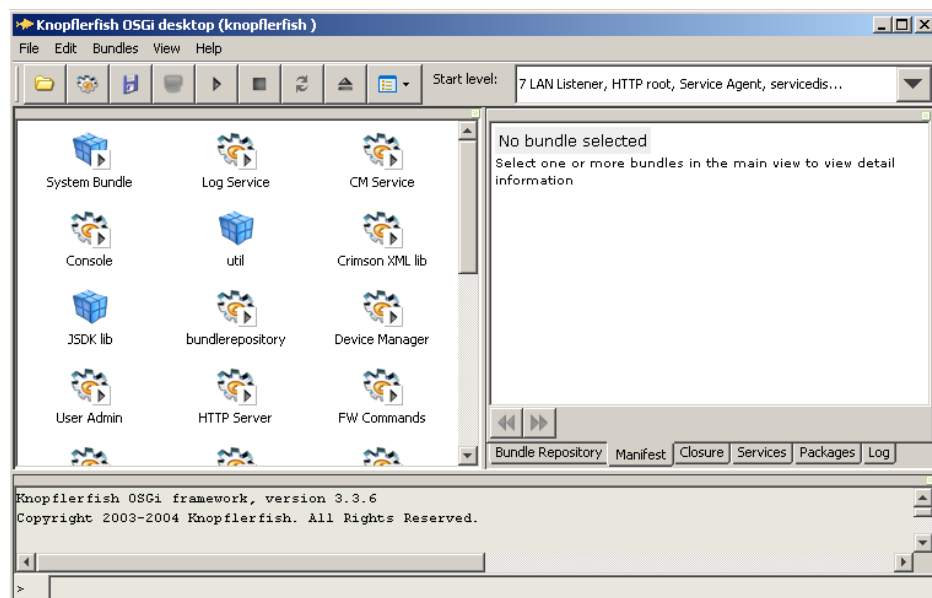 Knopflerfish OSGi desktop (knopflerfish )
File Edit Bundles View Help
Start level:
7 LAN Listener, HTTP root, Service Agent, servicedis...
System Bundle
Log Service
CM Service
Console
util
Crimson XML lib
JSDK lib
bundlerepository
Device Manager
User Admin
HTTP Server
FW Commands
No bundle selected
Select one or more bundles in the main view to view detail
information
Bundle Repository Manifest Closure Services Packages Log
Knopflerfish OSGi framework, version 3.3.6
Copyright 2003-2004 Knopflerfish. All Rights Reserved.
>